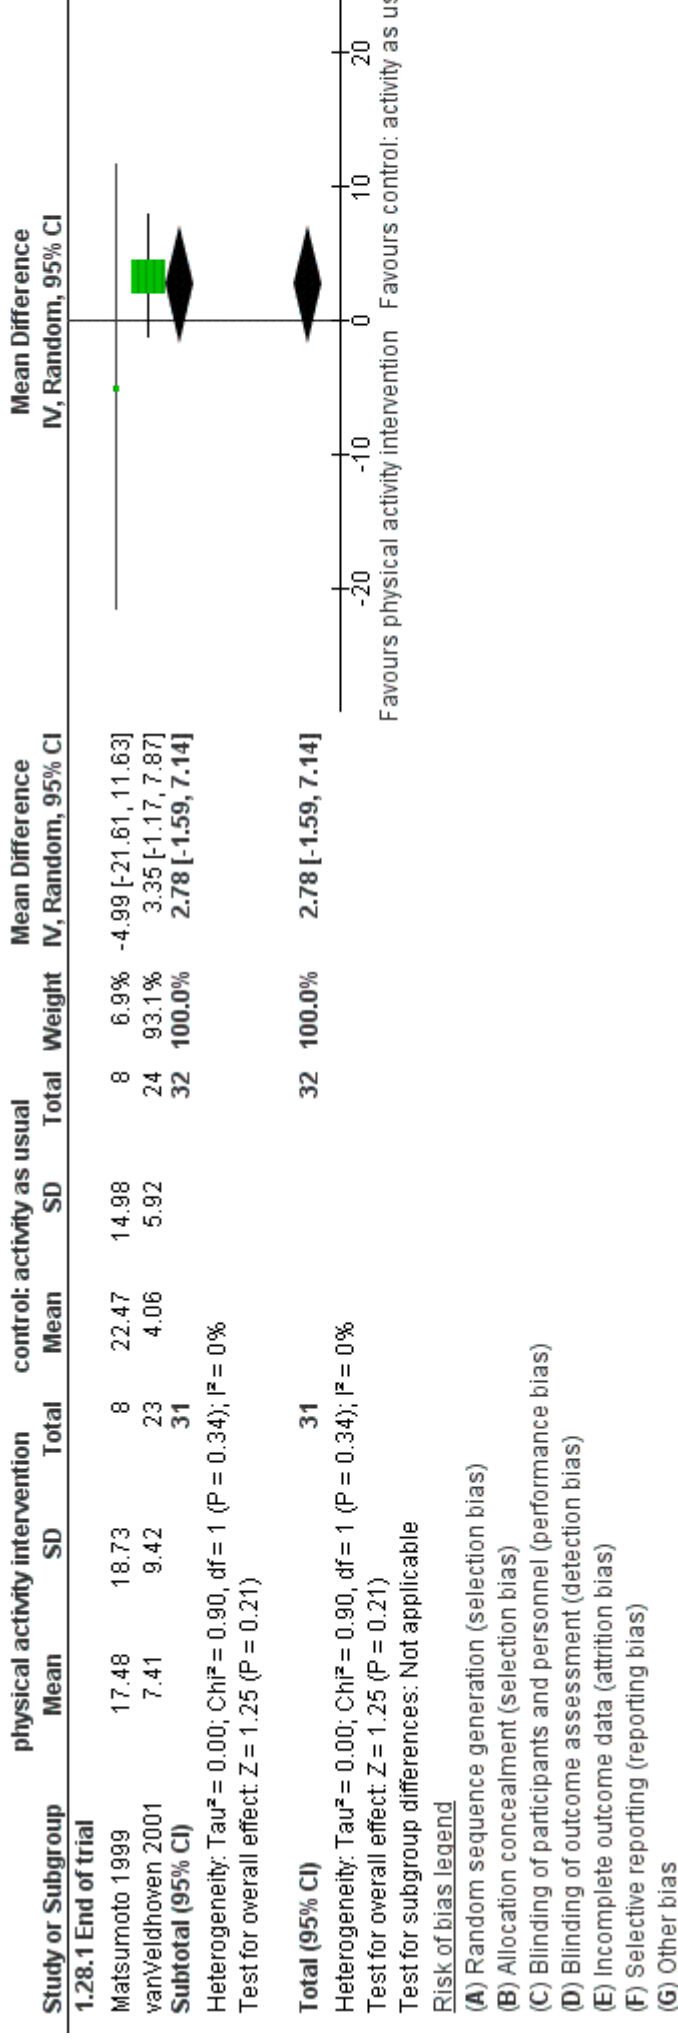 physical activity intervention control: activity as usual Mean Difference Mean Difference
Study or Subgroup Mean SD Total Mean SD Total Weight IV, Random, 95% CI IV, Random, 95% CI
1.28.1 End of trial
Matsumoto 1999 17.48 18.73 8 22.47 14.98 8 6.9% -4.99 [-21.61, 11.63]
vanVeldhoven 2001 7.41 9.42 23 4.06 5.92 24 93.1% 3.35 [-1.17, 7.87]
Subtotal (95% CI) 31 32 100.0% 2.78 [-1.59, 7.14]
Heterogeneity: Tau² = 0.00; Chi² = 0.90, df = 1 (P = 0.34); I² = 0%
Test for overall effect: Z = 1.25 (P = 0.21)
Total (95% CI) 31 32 100.0% 2.78 [-1.59, 7.14]
Heterogeneity: Tau² = 0.00; Chi² = 0.90, df = 1 (P = 0.34); I² = 0%
Test for overall effect: Z = 1.25 (P = 0.21)
Test for subgroup differences: Not applicable
-20 -10 0 10 20
Favours physical activity intervention Favours control: activity as us
Risk of bias legend
(A) Random sequence generation (selection bias)
(B) Allocation concealment (selection bias)
(C) Blinding of participants and personnel (performance bias)
(D) Blinding of outcome assessment (detection bias)
(E) Incomplete outcome data (attrition bias)
(F) Selective reporting (reporting bias)
(G) Other bias